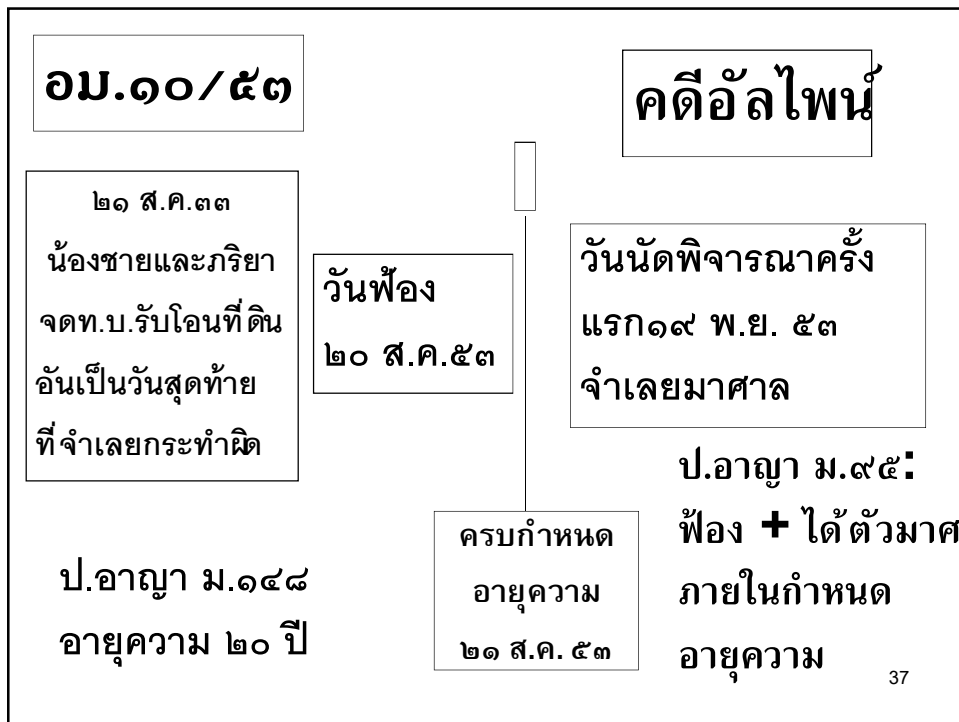 อม.๑๐/๕๓
คดีอัลไพน์
๒๑ ส.ค.๓๓
น้องชายและภริยา
จดท.บ.รับโอนที่ดิน
อันเป็นวันสุดท้าย
ที่จำเลยกระทำผิด
วันฟ้อง
๒๐ ส.ค.๕๓
วันนัดพิจารณาครั้ง
แรก๑๙ พ.ย. ๕๓
จำเลยมาศาล
ป.อาญา ม.๑๔๘
อายุความ ๒๐ ปี
ครบกำหนด
อายุความ
๒๑ ส.ค. ๕๓
ป.อาญา ม.๙๕:
ฟ้อง + ได้ตัวมาศ
ภายในกำหนด
อายุความ
37